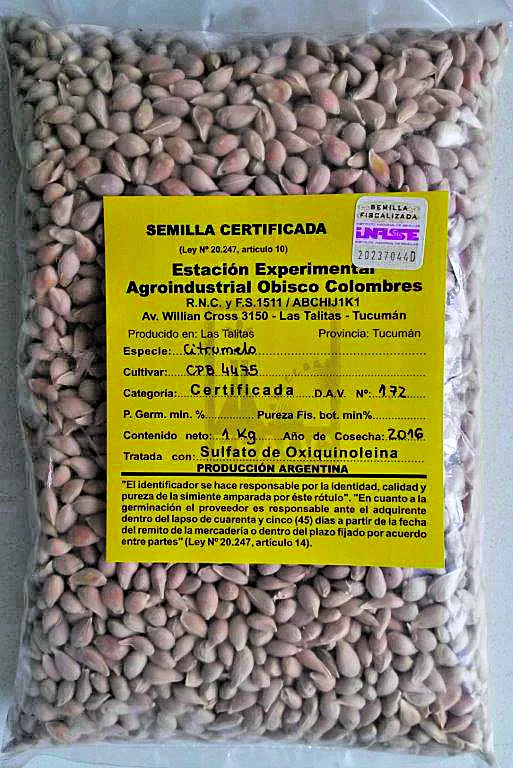 SEMILLA CERTIFICADA
(Ley Nº 20.247, artículo 10)
SEMILLA
FISCALIZADA
INASE
20237044D
Estación Experimental
Agroindustrial Obisco Colombres
R.N.C. y F.S.1511 / ABCHIJ1K1
Av. Willian Cross 3150 - Las Talitas - Tucumán
Producido en: Las Talitas Provincia: Tucumán
Especie: Citrumelo
Cultivar: CPB 4475
Categoría: Certificada D.A.V. Nº: 172
P. Germ. min. % Pureza Fis. bot. min%
Contenido neto: 1 Kg Año de Cosecha: 2016
Tratada con: Sulfato de Oxiquinoleina
PRODUCCIÓN ARGENTINA
"El identificador se hace responsable por la identidad, calidad y
pureza de la simiente amparada por éste rótulo". "En cuanto a la
germinación el proveedor es responsable ante el adquirente
dentro del lapso de cuarenta y cinco (45) días a partir de la fecha
del remito de la mercadería o dentro del plazo fijado por acuerdo
entre partes" (Ley Nº 20.247, artículo 14).